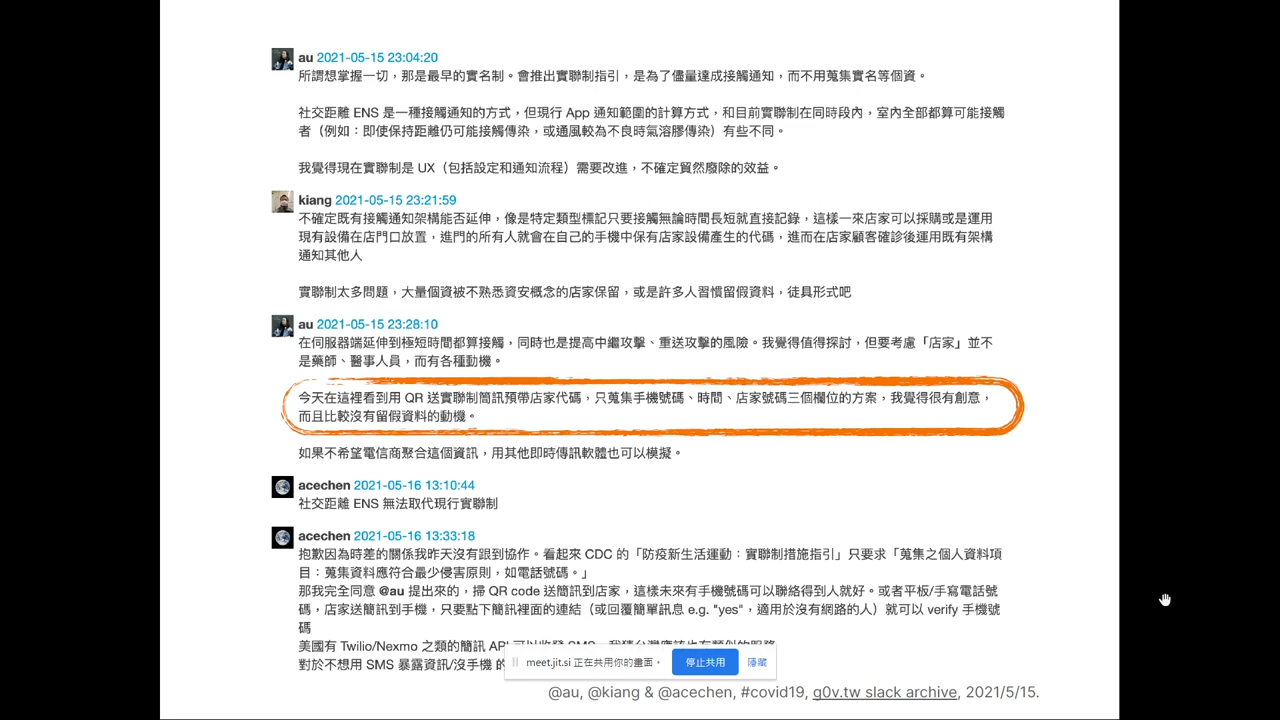 au 2021-05-15 23:04:20
所謂想掌握一切，那是最早的實名制。會推出實聯制指引，是為了儘量達成接觸通知，而不用蒐集實名等個資。
社交距離 ENS 是一種接觸通知的方式，但現行 App 通知範圍的計算方式，和目前實聯制在同時段內，室內全部都算可能接觸
者（例如：即使保持距離仍可能接觸傳染，或通風較為不良時氣溶膠傳染）有些不同。
我覺得現在實聯制是 UX（包括設定和通知流程）需要改進，不確定貿然廢除的效益。
kiang 2021-05-15 23:21:59
不確定既有接觸通知架構能否延伸，像是特定類型標記只要接觸無論時間長短就直接記錄，這樣一來店家可以採購或是運用
現有設備在店門口放置，進門的所有人就會在自己的手機中保有店家設備產生的代碼，進而在店家顧客確診後運用既有架構
通知其他人
實聯制太多問題，大量個資被不熟悉資安概念的店家保留，或是許多人習慣留假資料，徒具形式吧
au 2021-05-15 23:28:10
在伺服器端延伸到極短時間都算接觸，同時也是提高中繼攻擊、重送攻擊的風險。我覺得值得探討，但要考慮「店家」並不
是藥師、醫事人員，而有各種動機。
今天在這裡看到用 QR 送實聯制簡訊預帶店家代碼，只蒐集手機號碼、時間、店家號碼三個欄位的方案，我覺得很有創意，
而且比較沒有留假資料的動機。
如果不希望電信商聚合這個資訊，用其他即時傳訊軟體也可以模擬。
acechen 2021-05-16 13:10:44
社交距離 ENS 無法取代現行實聯制
acechen 2021-05-16 13:33:18
抱歉因為時差的關係我昨天沒有跟到協作。看起來 CDC 的「防疫新生活運動：實聯制措施指引」只要求「蒐集之個人資料項
目：蒐集資料應符合最少侵害原則，如電話號碼。」
那我完全同意 @au 提出來的，掃 QR code 送簡訊到店家，這樣未來有手機號碼可以聯絡得到人就好。或者平板/手寫電話號
碼，店家送簡訊到手機，只要點下簡訊裡面的連結（或回覆簡單訊息 e.g. "yes"，適用於沒有網路的人）就可以 verify 手機號
碼
美國有 Twilio/Nexmo 之類的簡訊 API
對於不想用 SMS 暴露資訊/沒手機 的
meet.jit.si 正在共用你的畫面。 停止共用 隱藏
@au, @kiang & @acechen, #covid19, g0v.tw slack archive, 2021/5/15.